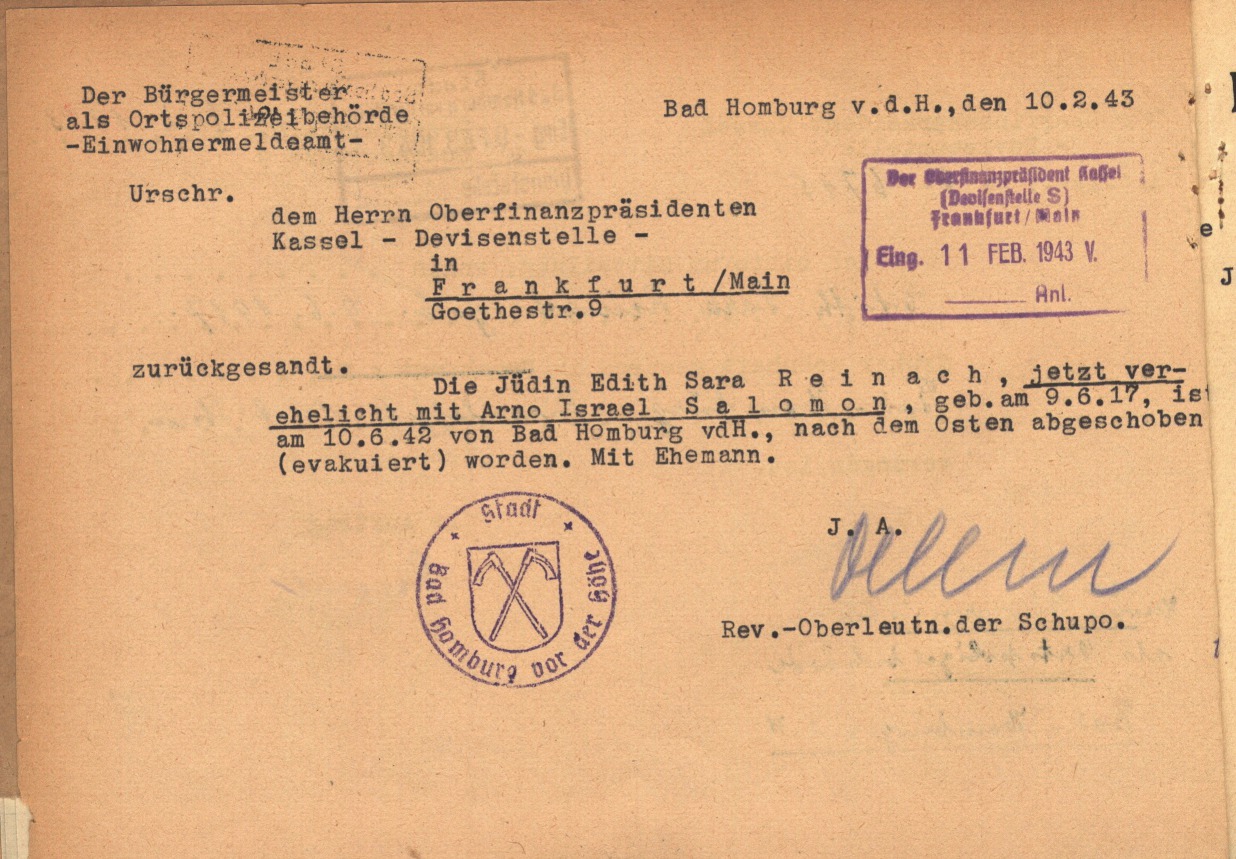 Der Bürgermeister
als Ortspolizeibehörde
-Einwohnermeldeamt-
Bad Homburg v.d.H.,den 10.2.43
Urschr.
dem Herrn Oberfinanzpräsidenten
Kassel - Devisenstelle -
in
F r a n k f u r t /Main
Goethestr.9
Der Oberfinanzpräsident Kassel
(Devisenstelle S)
Frankfurt/Main
Eing. 11 FEB. 1943 V.
Anl.
zurückgesandt.
Die Jüdin Edith Sara R e i n a c h, jetzt ver-
ehelicht mit Arno Israel S a l o m o n, geb.am 9.6.17, ist
am 10.6.42 von Bad Homburg vdH., nach dem Osten abgeschoben
(evakuiert) worden. Mit Ehemann.
Stadt
Bad Homburg vor der Höhe
J. A.
Rev.-Oberleutn.der Schupo.